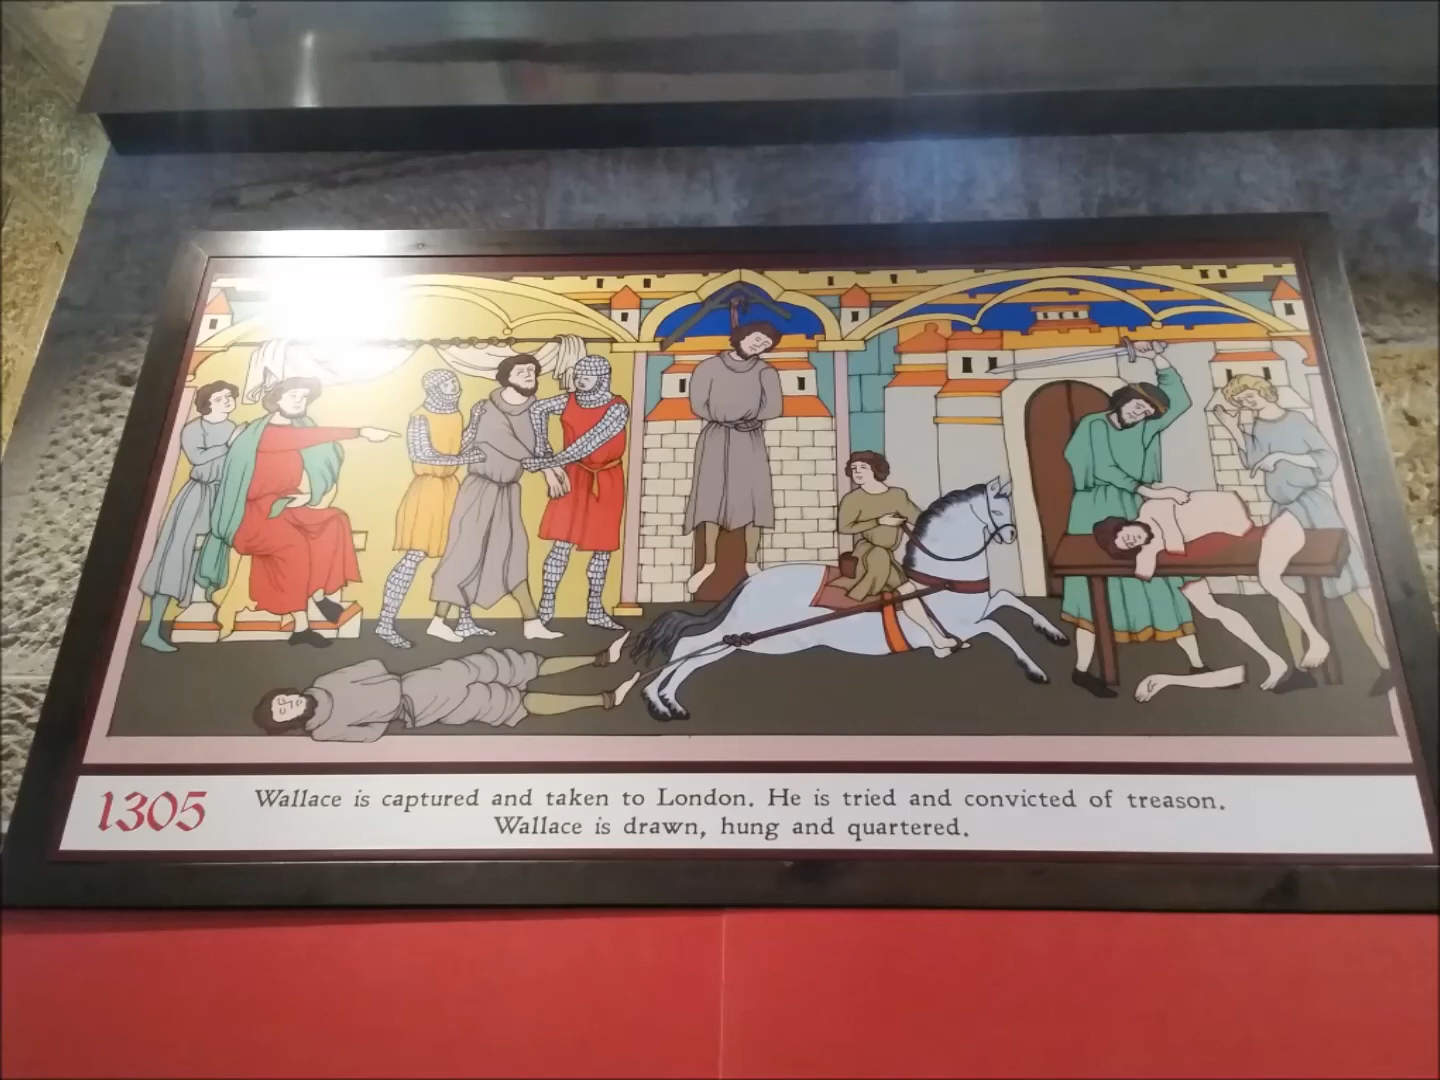 1305 Wallace is captured and taken to London. He is tried and convicted of treason.
Wallace is drawn, hung and quartered.